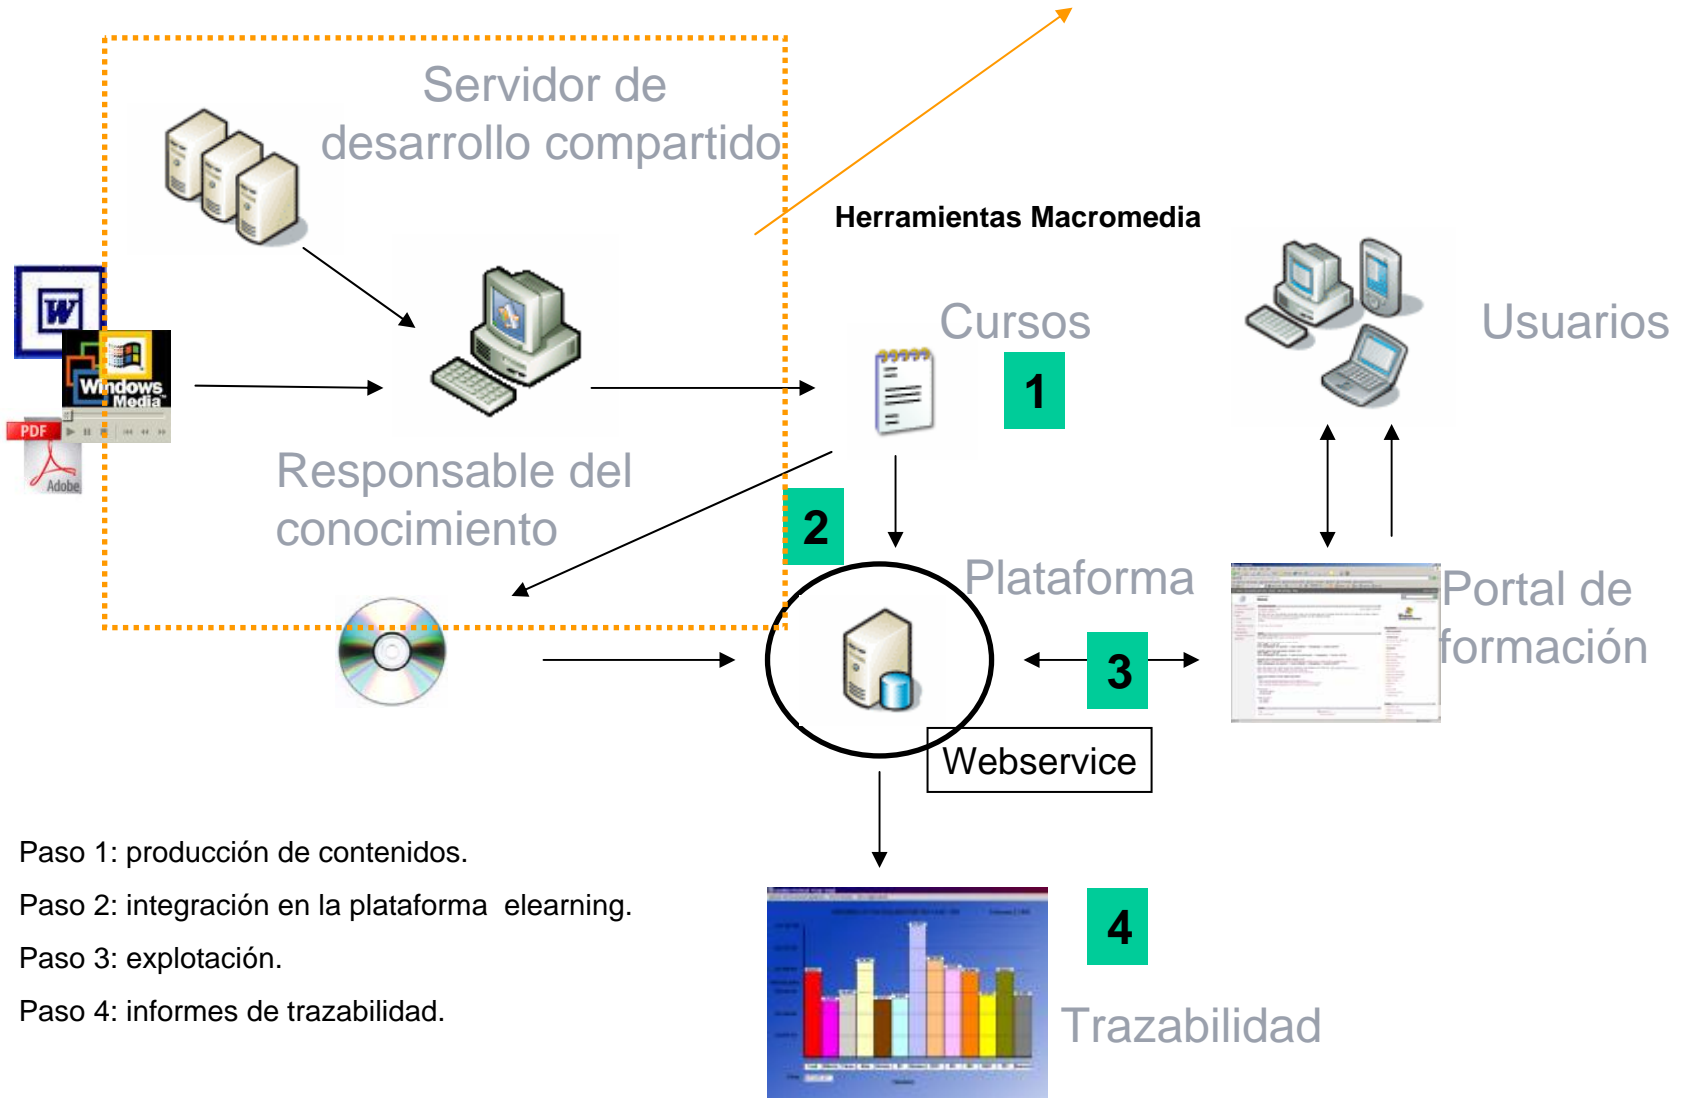 Servidor de
desarrollo compartido
Herramientas Macromedia
W
Windows
Media
PDF
Adobe
Cursos
1
Usuarios
Responsable del
conocimiento
2
Plataforma
Portal de
formación
3
Webservice
Paso 1: producción de contenidos.
Paso 2: integración en la plataforma elearning.
Paso 3: explotación.
Paso 4: informes de trazabilidad.
4
Trazabilidad